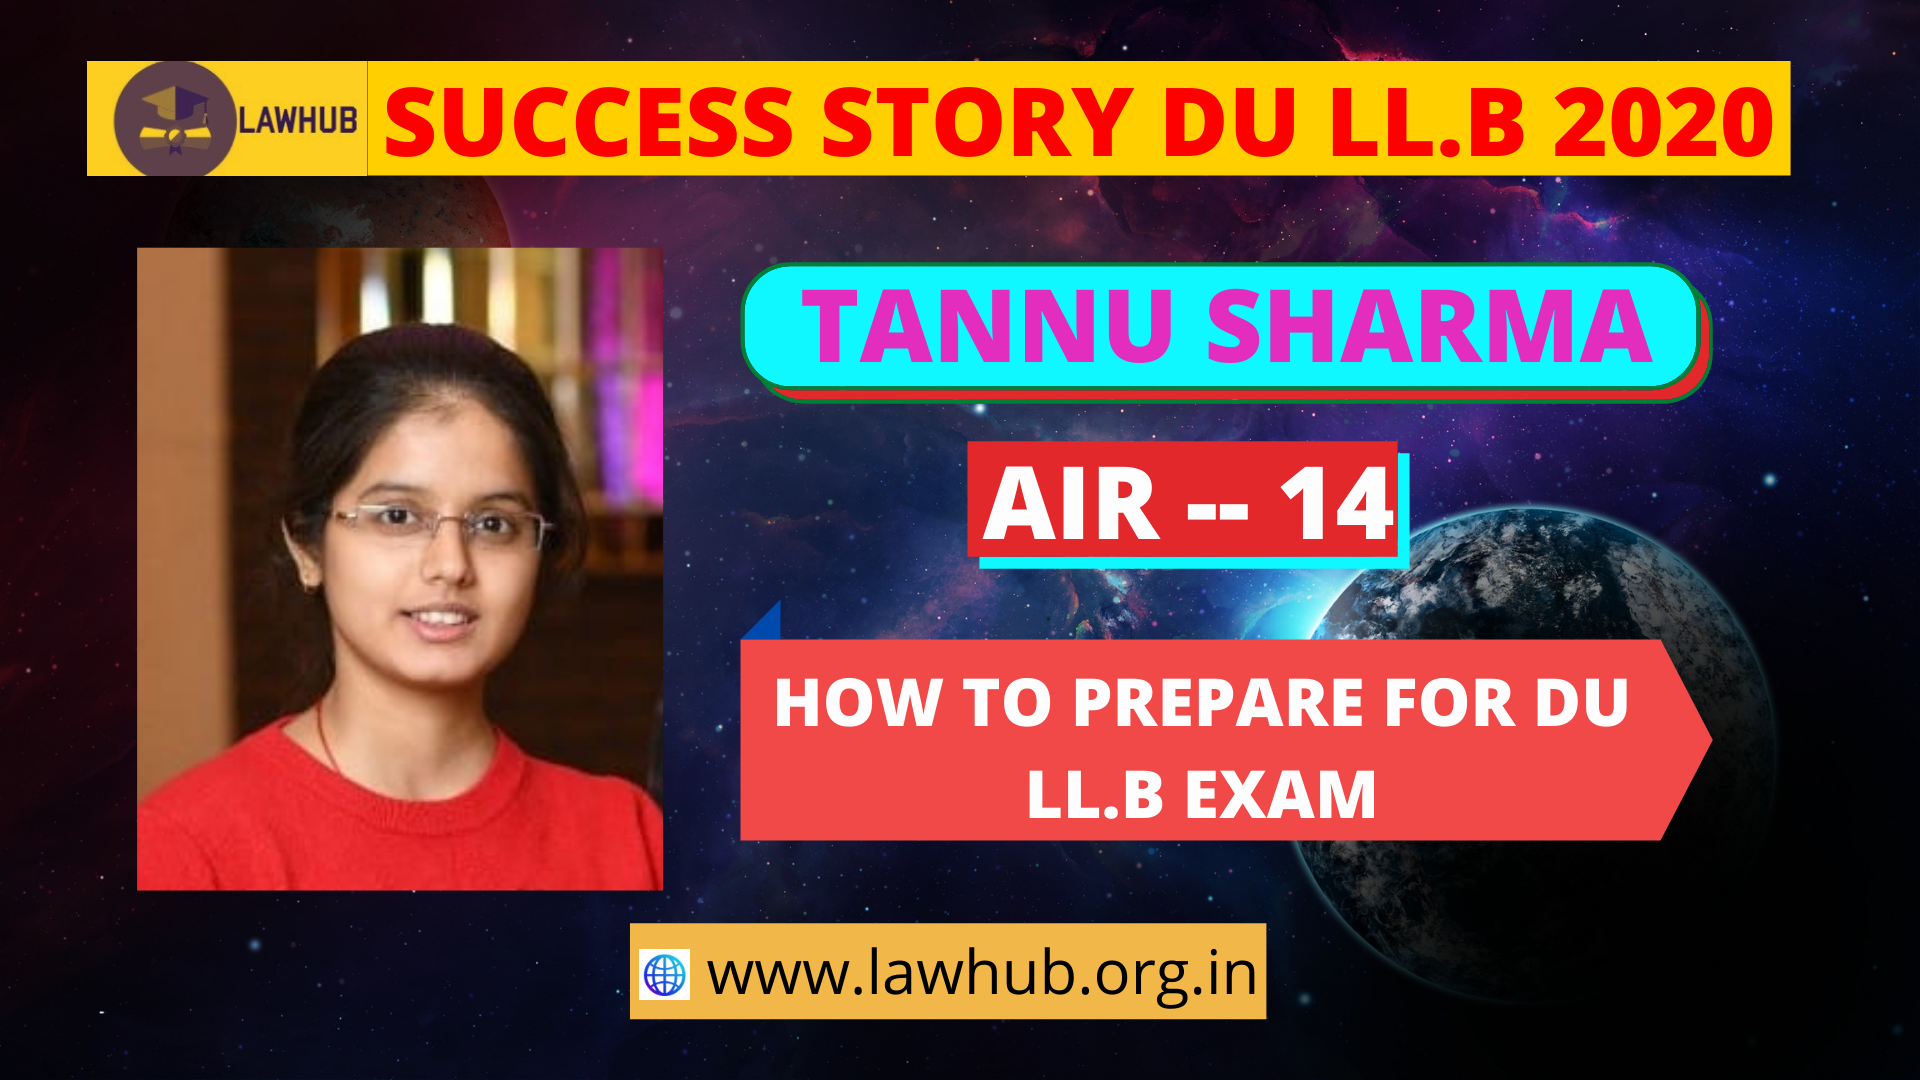 LAWHUB
SUCCESS STORY DU LL.B 2020
TANNU SHARMA
AIR -- 14
HOW TO PREPARE FOR DU
LL.B EXAM
www.lawhub.org.in